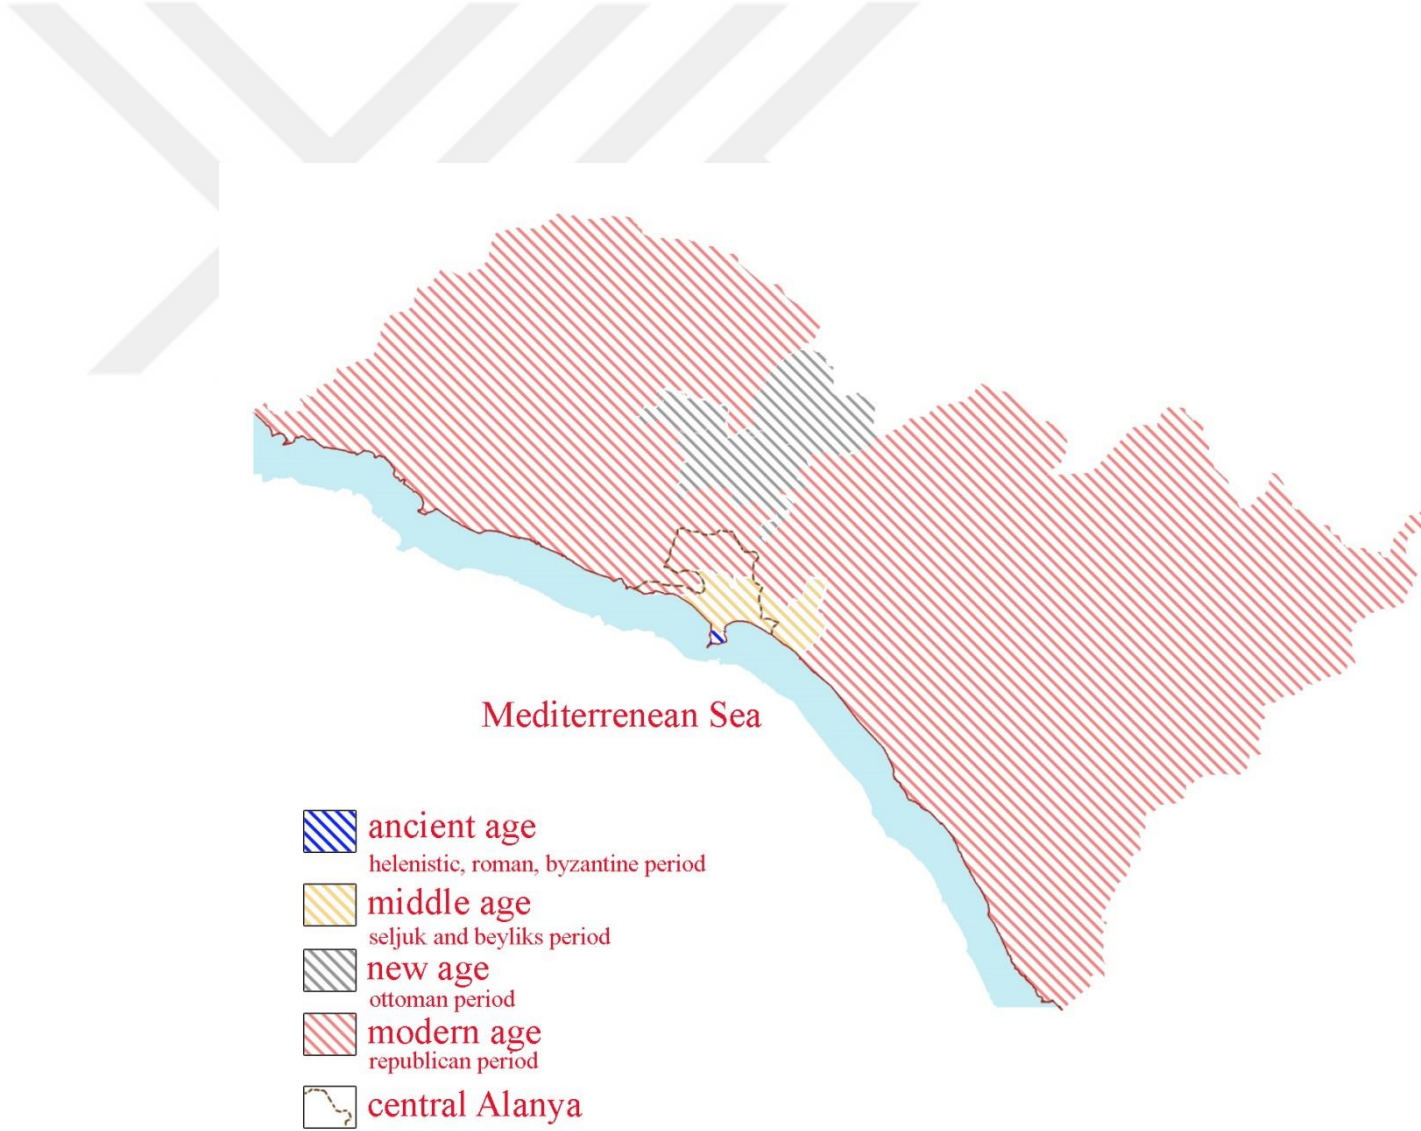 Mediterrenean Sea
ancient age
helenistic, roman, byzantine period
middle age
seljuk and beyliks period
new age
ottoman period
modern age
republican period
central Alanya